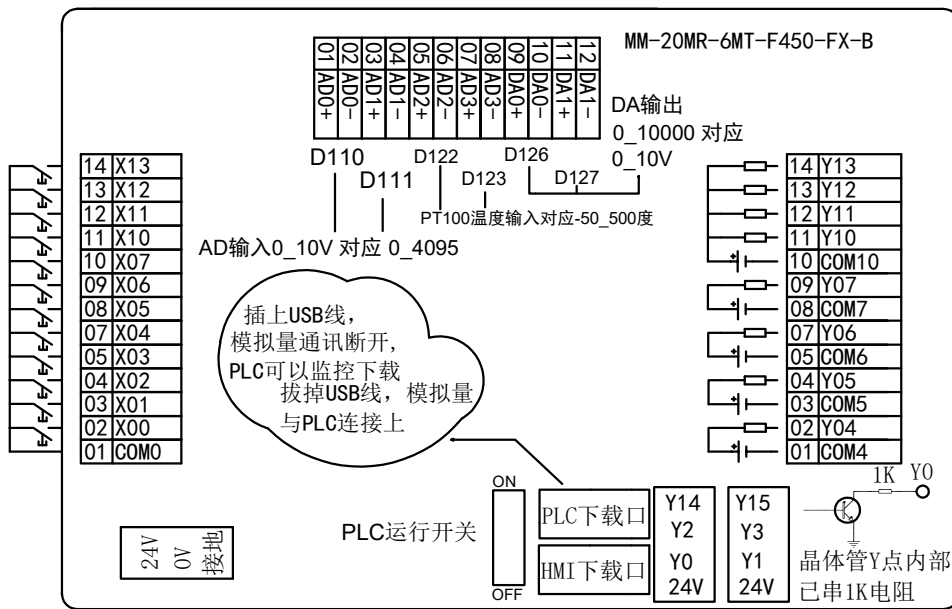 MM-20MR-6MT-F450-FX-B
01 AD0+
02 AD0-
03 AD1+
04 AD1-
05 AD2+
06 AD2-
07 AD3+
08 AD3-
09 DA0+
10 DA0-
11 DA1+
12 DA1-
DA输出
0_10000 对应
0_10V
D110
D111
D122
D123
D126
D127
PT100温度输入对应-50_500度
AD输入0_10V 对应 0_4095
14 X13
13 X12
12 X11
11 X10
10 X07
09 X06
08 X05
07 X04
05 X03
04 X02
03 X01
02 X00
01 COM0
14 Y13
13 Y12
12 Y11
11 Y10
10 COM10
09 Y07
08 COM7
07 Y06
05 COM6
04 Y05
03 COM5
02 Y04
01 COM4
插上USB线，
模拟量通讯断开,
PLC可以监控下载
拔掉USB线，模拟量
与PLC连接上
24V
0V
接地
PLC运行开关
ON
OFF
PLC下载口
HMI下载口
Y14
Y2
Y0
24V
Y15
Y3
Y1
24V
1K
Y0
晶体管Y点内部
已串1K电阻